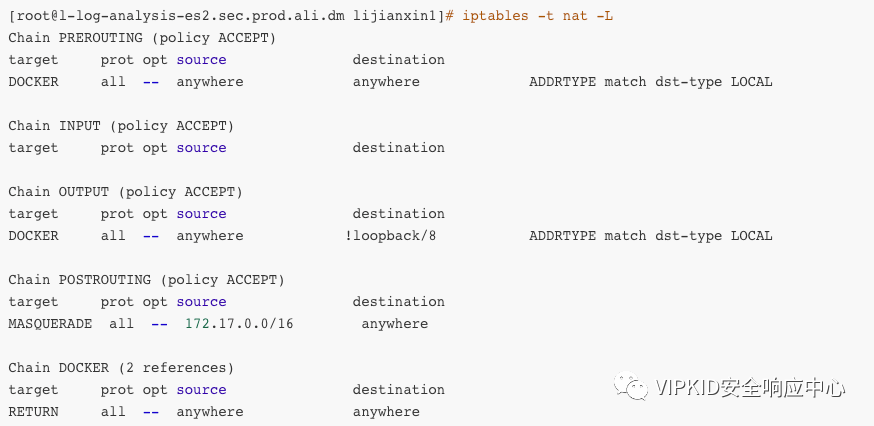 [root@l-log-analysis-es2.sec.prod.ali.dm lijianxin1]# iptables -t nat -L
Chain PREROUTING (policy ACCEPT)
target     prot opt source               destination
DOCKER     all  --  anywhere             anywhere             ADDRTYPE match dst-type LOCAL
Chain INPUT (policy ACCEPT)
target     prot opt source               destination
Chain OUTPUT (policy ACCEPT)
target     prot opt source               destination
DOCKER     all  --  anywhere            !loopback/8           ADDRTYPE match dst-type LOCAL
Chain POSTROUTING (policy ACCEPT)
target     prot opt source               destination
MASQUERADE  all  --  172.17.0.0/16        anywhere
Chain DOCKER (2 references)
target     prot opt source               destination
RETURN     all  --  anywhere             anywhere
VIPKID安全响应中心